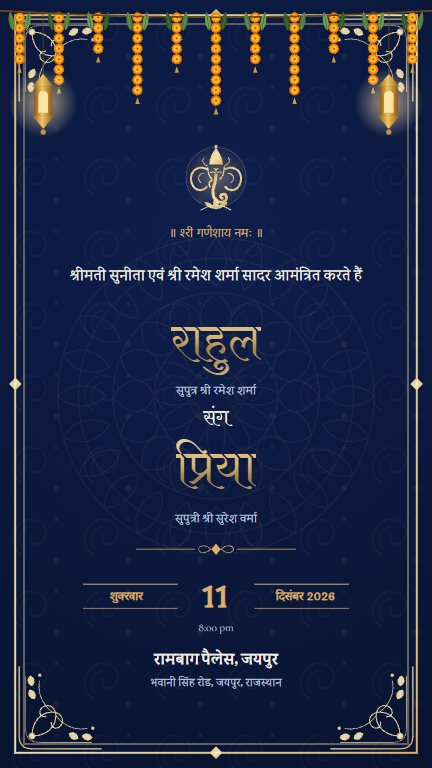 ॥ श्री गणेशाय नमः ॥
श्रीमती सुनीता एवं श्री रमेश शर्मा सादर आमंत्रित करते हैं
राहुल
सुपुत्र श्री रमेश शर्मा
संग
प्रिया
सुपुत्री श्री सुरेश वर्मा
शुक्रवार 11 दिसंबर 2026
8:00 pm
रामबाग पैलेस, जयपुर
भवानी सिंह रोड, जयपुर, राजस्थान